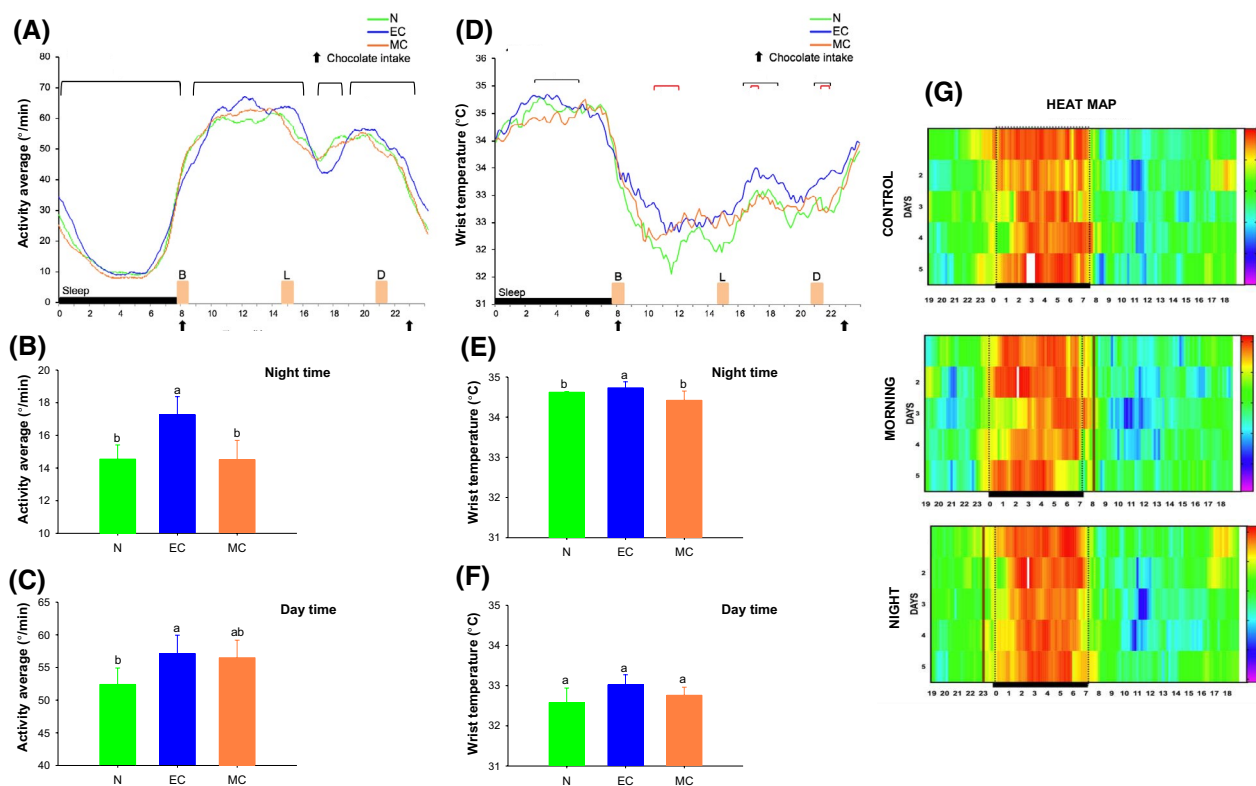 (A)
N
EC
MC
Chocolate intake
Activity average (°/min)
80
70
60
50
40
30
20
10
0
Sleep
B
L
D
0 2 4 6 8 10 12 14 16 18 20 22
(D)
N
EC
MC
Chocolate intake
Wrist temperature (°C)
36
35
35
34
34
33
33
32
32
31
Sleep
B
L
D
0 2 4 6 8 10 12 14 16 18 20 22
(B)
Night time
Activity average (°/min)
20
18
16
14
12
10
b
a
b
N EC MC
(E)
Night time
Wrist temperature (°C)
35
34
33
32
31
b
a
b
N EC MC
(C)
Day time
Activity average (°/min)
65
60
55
50
45
40
b
a
ab
N EC MC
(F)
Day time
Wrist temperature (°C)
35
34
33
32
31
a
a
a
N EC MC
(G)
HEAT MAP
CONTROL
DAYS
2
3
4
5
19 20 21 22 23 0 1 2 3 4 5 6 7 8 9 10 11 12 13 14 15 16 17 18
MORNING
DAYS
2
3
4
5
19 20 21 22 23 0 1 2 3 4 5 6 7 8 9 10 11 12 13 14 15 16 17 18
NIGHT
DAYS
2
3
4
5
19 20 21 22 23 0 1 2 3 4 5 6 7 8 9 10 11 12 13 14 15 16 17 18